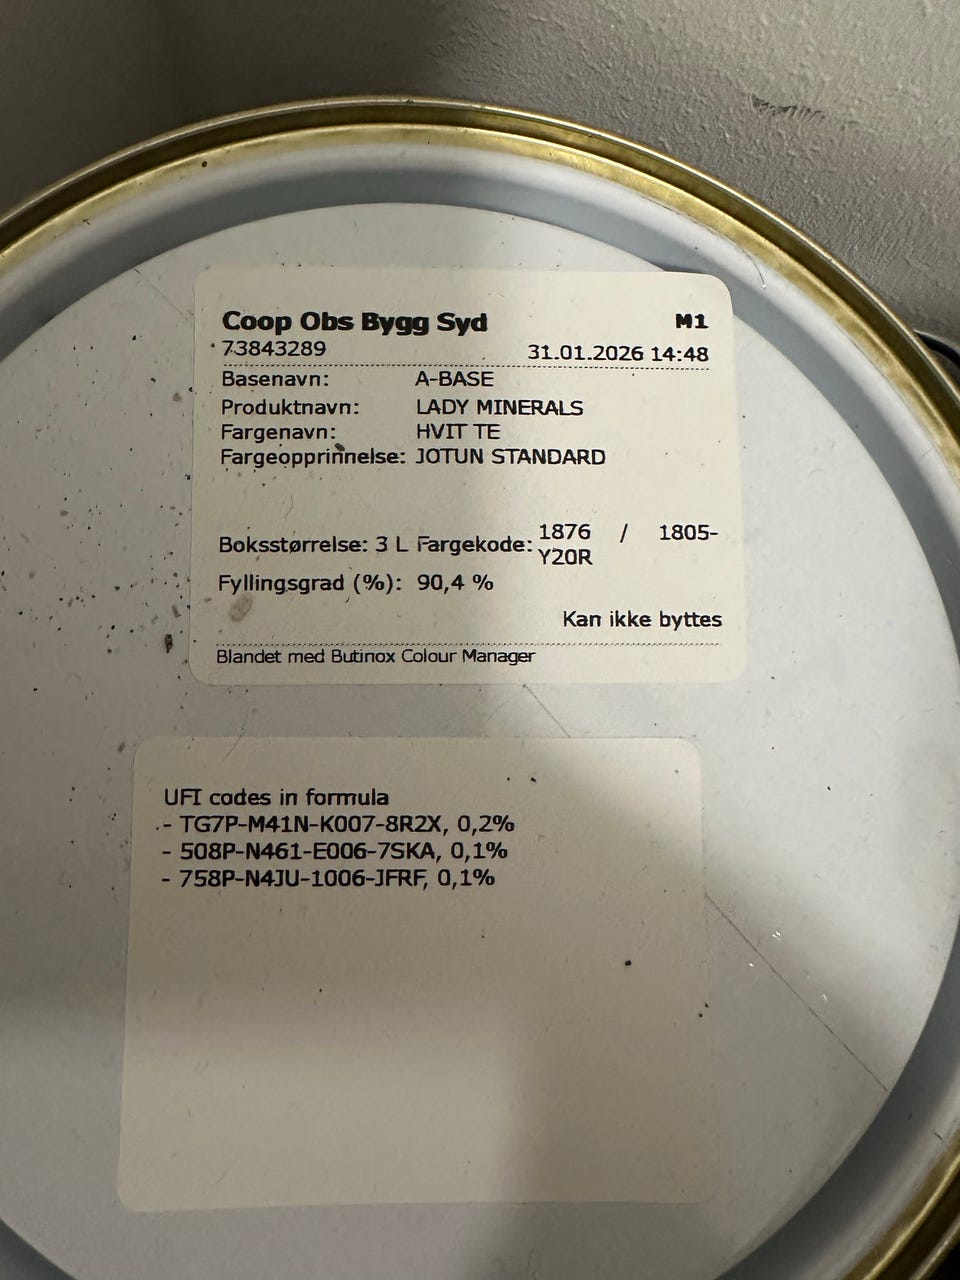 Coop Obs Bygg Syd M1
73843289 31.01.2026 14:48
Basenavn: A-BASE
Produktnavn: LADY MINERALS
Fargenavn: HVIT TE
Fargeopprinnelse: JOTUN STANDARD
Boksstørrelse: 3 L Fargekode: 1876 / 1805-
Y20R
Fyllingsgrad (%): 90,4 %
Kan ikke byttes
Blandet med Butinox Colour Manager
UFI codes in formula
- TG7P-M41N-K007-8R2X, 0,2%
- 508P-N461-E006-7SKA, 0,1%
- 758P-N4JU-1006-JFRF, 0,1%